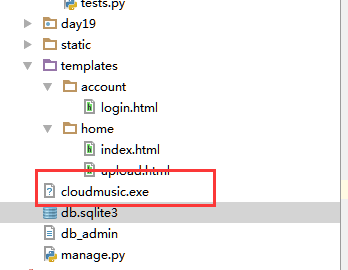 tests.py
day19
static
templates
account
login.html
home
index.html
upload.html
cloudmusic.exe
db.sqlite3
db_admin
manage.py